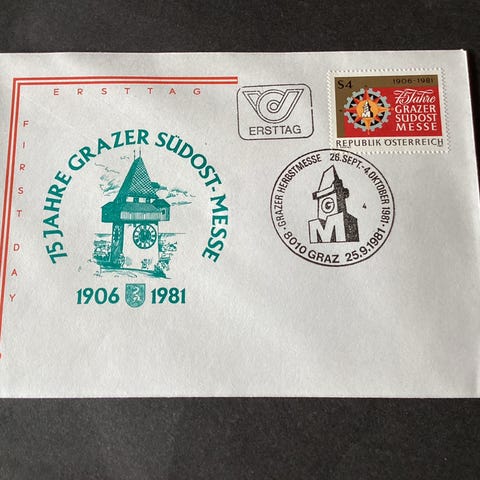 ERSTTAG
FIRST DAY
75 JAHRE GRAZER SÜDOST-MESSE
1906 1981
ERSTTAG
S4
1906-1981
75 Jahre
GRAZER
SÜDOST
MESSE
REPUBLIK ÖSTERREICH
GRAZER HERBSTMESSE 26.SEPT.-4.OKTOBER 1981
G
M
4
8010 GRAZ 25.9.1981